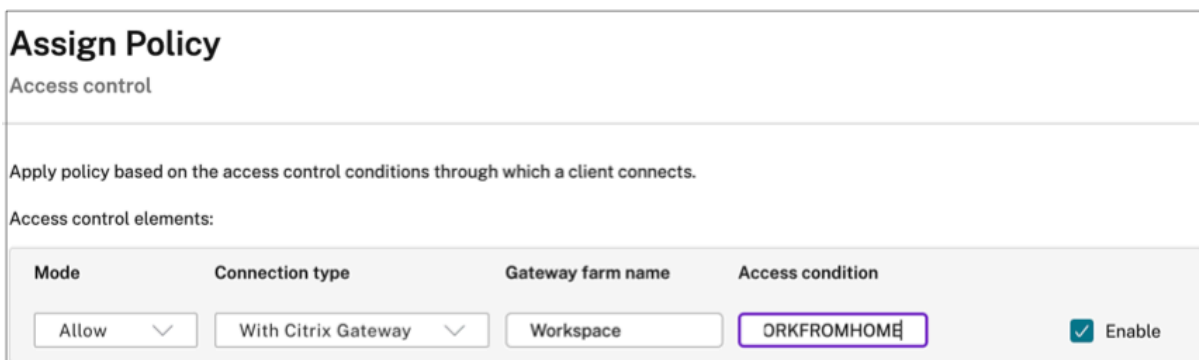 Assign Policy
Access control
Apply policy based on the access control conditions through which a client connects.
Access control elements:
Mode Connection type Gateway farm name Access condition
Allow With Citrix Gateway Workspace ORKFROMHOME Enable